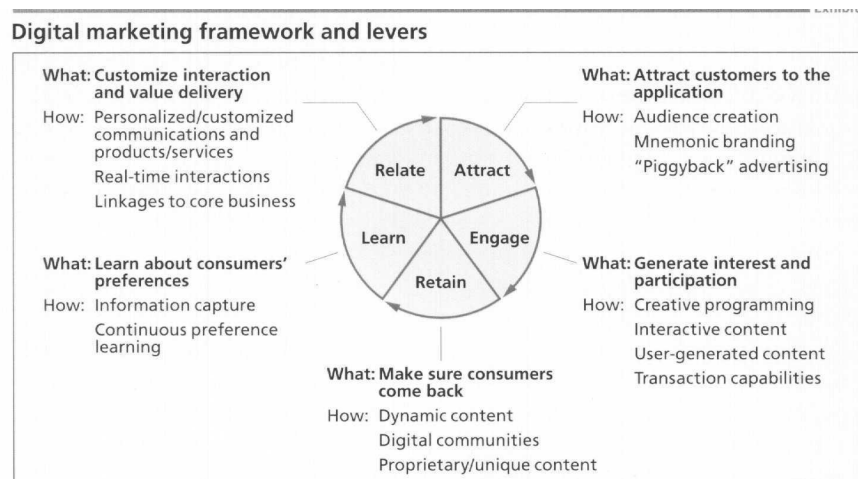 Digital marketing framework and levers
What: Customize interaction
and value delivery
How: Personalized/customized
communications and
products/services
Real-time interactions
Linkages to core business
What: Attract customers to the
application
How: Audience creation
Mnemonic branding
“Piggyback” advertising
Relate
Attract
Learn
Engage
Retain
What: Learn about consumers’
preferences
How: Information capture
Continuous preference
learning
What: Generate interest and
participation
How: Creative programming
Interactive content
User-generated content
Transaction capabilities
What: Make sure consumers
come back
How: Dynamic content
Digital communities
Proprietary/unique content